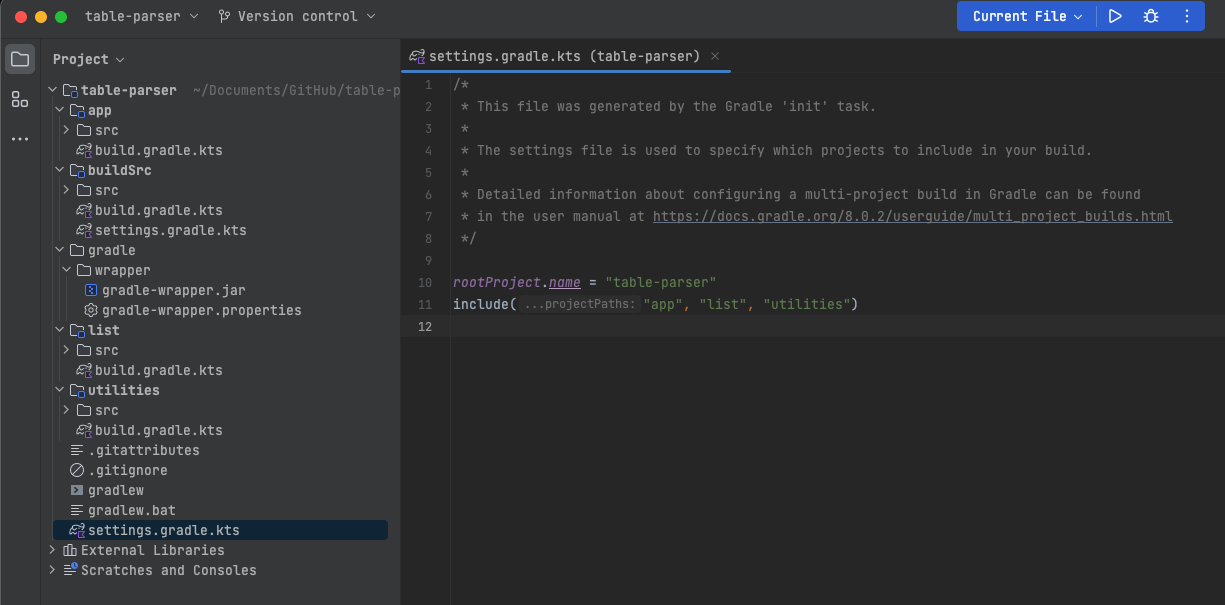 table-parser
Version control
Current File
Project
table-parser ~/Documents/GitHub/table-p
app
src
build.gradle.kts
buildSrc
src
build.gradle.kts
settings.gradle.kts
gradle
wrapper
gradle-wrapper.jar
gradle-wrapper.properties
list
src
build.gradle.kts
utilities
src
build.gradle.kts
.gitattributes
.gitignore
gradlew
gradlew.bat
settings.gradle.kts
External Libraries
Scratches and Consoles
settings.gradle.kts (table-parser)
1 /*
2 * This file was generated by the Gradle 'init' task.
3 *
4 * The settings file is used to specify which projects to include in your build.
5 *
6 * Detailed information about configuring a multi-project build in Gradle can be found
7 * in the user manual at https://docs.gradle.org/8.0.2/userguide/multi_project_builds.html
8 */
9
10 rootProject.name = "table-parser"
11 include( ...projectPaths: "app", "list", "utilities")
12